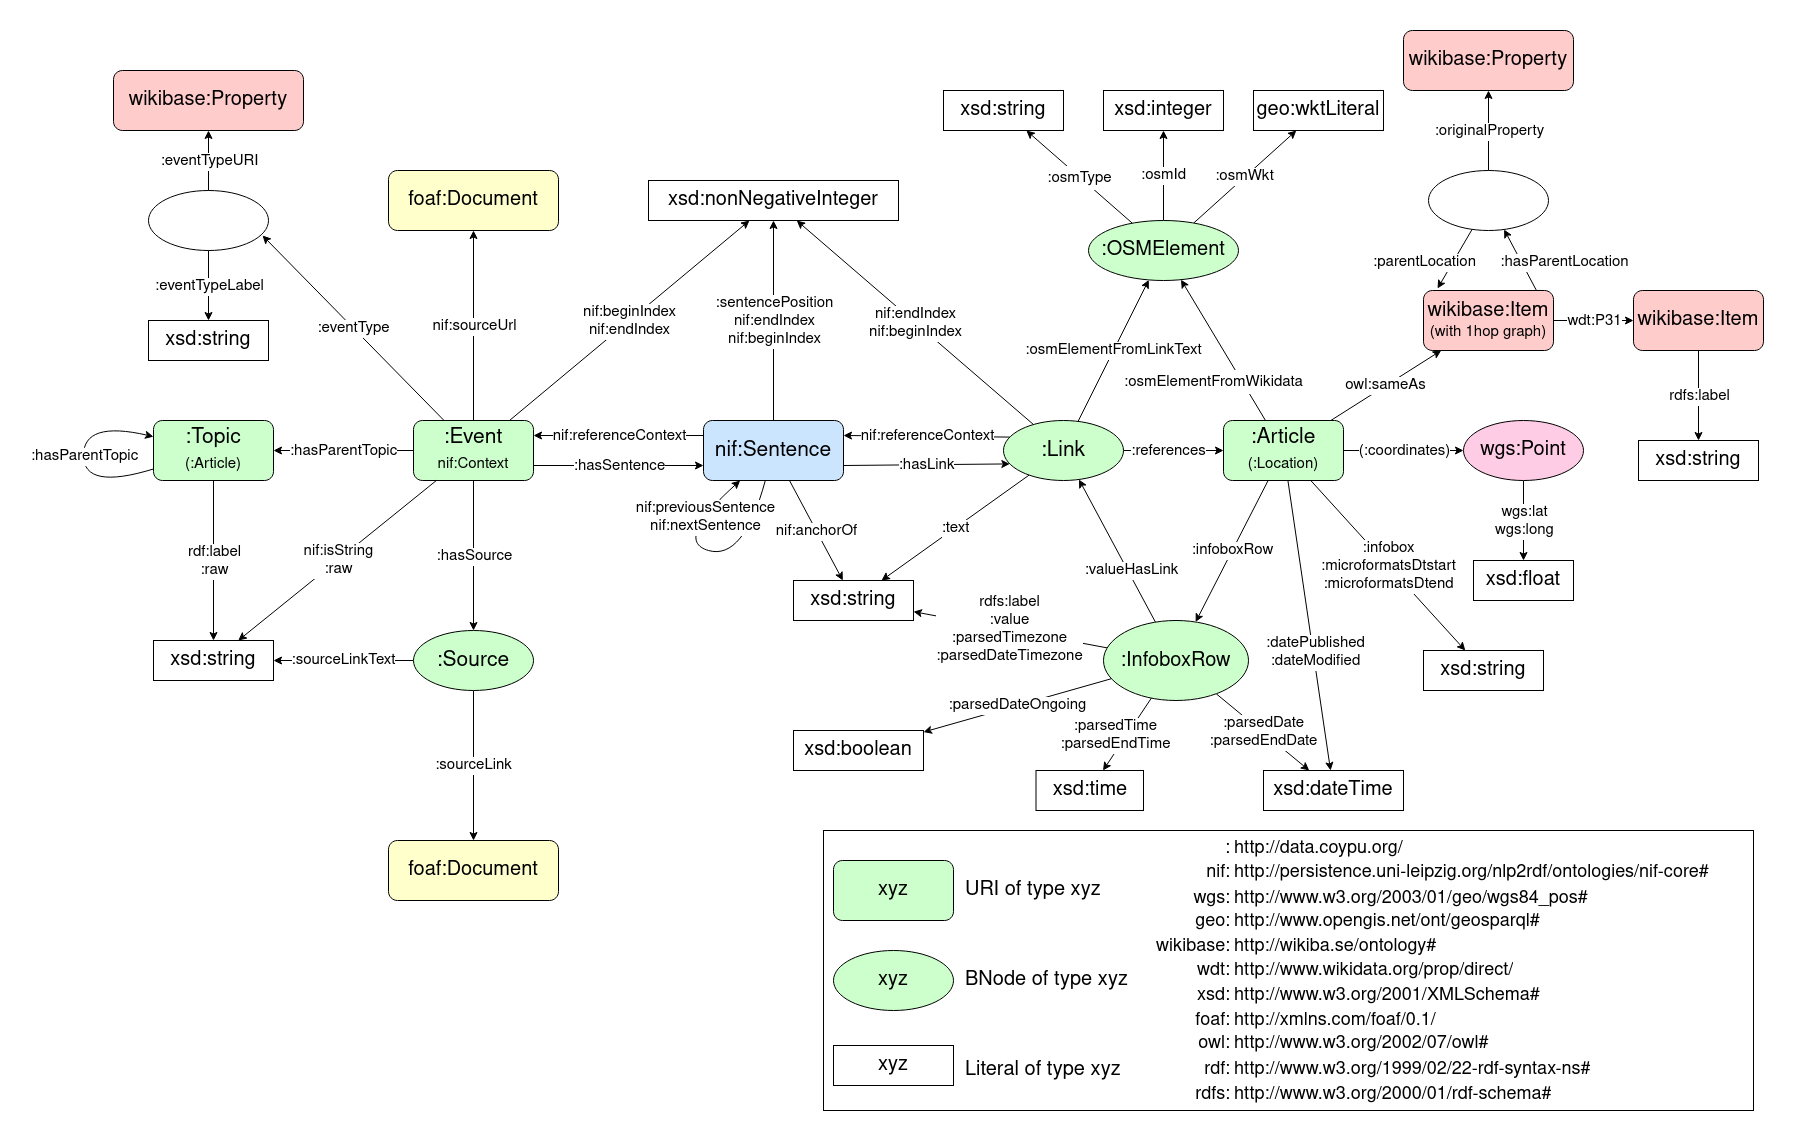 wikibase:Property
wikibase:Property
xsd:string
xsd:integer
geo:wktLiteral
:originalProperty
:eventTypeURI
:osmType
:osmId
:osmWkt
foaf:Document
xsd:nonNegativeInteger
:OSMElement
:parentLocation
:hasParentLocation
:eventTypeLabel
xsd:string
:eventType
nif:sourceUrl
nif:beginIndex
nif:endIndex
:sentencePosition
nif:endIndex
nif:beginIndex
nif:endIndex
nif:beginIndex
:osmElementFromLinkText
:osmElementFromWikidata
wikibase:Item
(with 1hop graph)
wdt:P31
wikibase:Item
owl:sameAs
rdfs:label
:hasParentTopic
:Topic
(:Article)
:hasParentTopic
:Event
nif:Context
nif:referenceContext
:hasSentence
nif:Sentence
nif:referenceContext
:hasLink
:Link
:references
:Article
(:Location)
(:coordinates)
wgs:Point
xsd:string
nif:previousSentence
nif:nextSentence
nif:anchorOf
:text
wgs:lat
wgs:long
rdf:label
:raw
nif:isString
:raw
:hasSource
:valueHasLink
:infoboxRow
:infobox
:microformatsDtstart
:microformatsDtend
xsd:float
xsd:string
rdfs:label
:value
:parsedTimezone
:parsedDateTimezone
xsd:string
:sourceLinkText
:Source
:InfoboxRow
:datePublished
:dateModified
xsd:string
:parsedDateOngoing
:parsedTime
:parsedEndTime
:parsedDate
:parsedEndDate
xsd:boolean
:sourceLink
xsd:time
xsd:dateTime
foaf:Document
xyz
URI of type xyz
xyz
BNode of type xyz
xyz
Literal of type xyz
: http://data.coypu.org/
nif: http://persistence.uni-leipzig.org/nlp2rdf/ontologies/nif-core#
wgs: http://www.w3.org/2003/01/geo/wgs84_pos#
geo: http://www.opengis.net/ont/geosparql#
wikibase: http://wikiba.se/ontology#
wdt: http://www.wikidata.org/prop/direct/
xsd: http://www.w3.org/2001/XMLSchema#
foaf: http://xmlns.com/foaf/0.1/
owl: http://www.w3.org/2002/07/owl#
rdf: http://www.w3.org/1999/02/22-rdf-syntax-ns#
rdfs: http://www.w3.org/2000/01/rdf-schema#